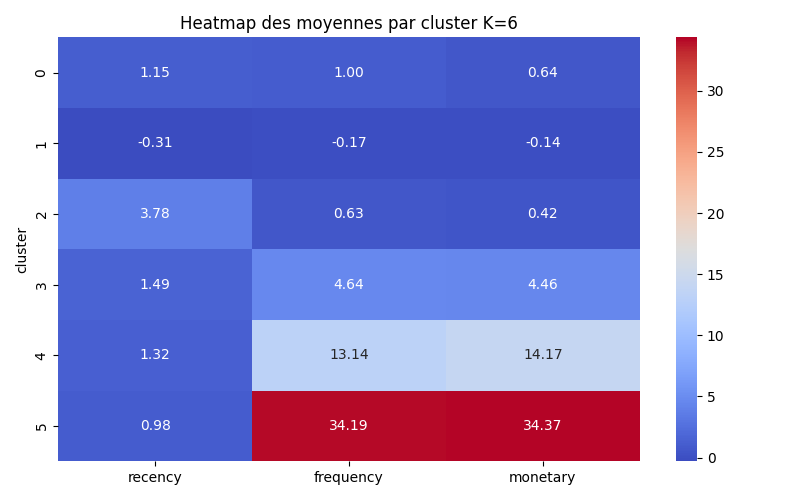 Heatmap des moyennes par cluster K=6
cluster
0 1.15 1.00 0.64
1 -0.31 -0.17 -0.14
2 3.78 0.63 0.42
3 1.49 4.64 4.46
4 1.32 13.14 14.17
5 0.98 34.19 34.37
recency frequency monetary
30
25
20
15
10
5
0